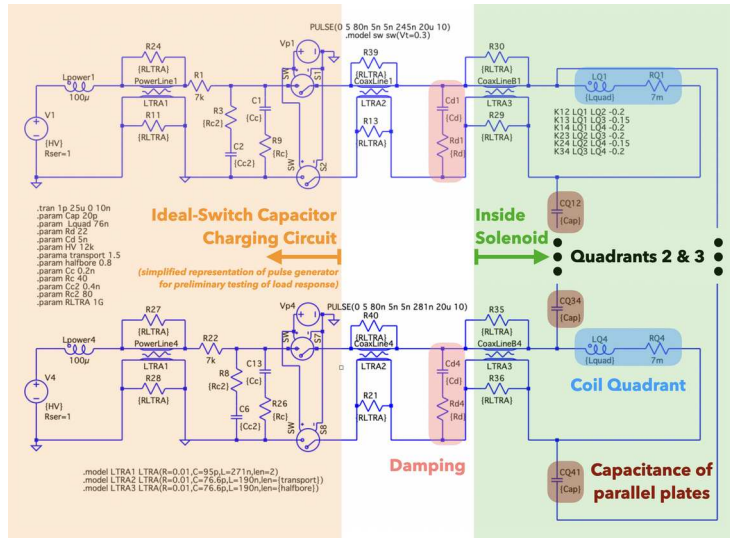 PULSE(0 5 80n 5n 5n 245n 20u 10)
.model sw sw(Vt=0.3)
Vp1
R24
{RLTRA}
R39
{RLTRA}
R30
{RLTRA}
Lpower1
100µ
PowerLine1
LTRA1
R1
7k
SW
S1
CoaxLine1
LTRA2
CoaxLineB1
LTRA3
LQ1
{Lquad}
RQ1
7m
V1
{HV}
Rser=1
R11
{RLTRA}
R3
{Rc2}
C1
{Cc}
C2
{Cc2}
R9
{Rc}
SW
S2
R13
{RLTRA}
Cd1
{Cd}
Rd1
{Rd}
R29
{RLTRA}
K12 LQ1 LQ2 -0.2
K13 LQ1 LQ3 -0.15
K14 LQ1 LQ4 -0.2
K23 LQ2 LQ3 -0.2
K24 LQ2 LQ4 -0.15
K34 LQ3 LQ4 -0.2
.tran 1p 25u 0 10n
.param Cap 20p
.param Lquad 76n
.param Rd 22
.param Cd 5n
.param HV 12k
.parama transport 1.5
.param halfbore 0.8
.param Cc 0.2n
.param Rc 40
.param Cc2 0.4n
.param Rc2 80
.param RLTRA 1G
Ideal-Switch Capacitor
Charging Circuit
(simplified representation of pulse generator
for preliminary testing of load response)
Inside
Solenoid
CQ12
{Cap}
Quadrants 2 & 3
CQ34
{Cap}
PULSE(0 5 80n 5n 5n 281n 20u 10)
Vp4
R27
{RLTRA}
R40
{RLTRA}
R35
{RLTRA}
Lpower4
100µ
PowerLine4
LTRA1
R22
7k
SW
S7
CoaxLine4
LTRA2
CoaxLineB4
LTRA3
LQ4
{Lquad}
RQ4
7m
V4
{HV}
Rser=1
R28
{RLTRA}
R8
{Rc2}
C13
{Cc}
C6
{Cc2}
R26
{Rc}
SW
S8
R21
{RLTRA}
Cd4
{Cd}
Rd4
{Rd}
R36
{RLTRA}
Coil Quadrant
Damping
CQ41
{Cap}
Capacitance of
parallel plates
.model LTRA1 LTRA(R=0.01,C=95p,L=271n,len=2)
.model LTRA2 LTRA(R=0.01,C=76.6p,L=190n,len={transport})
.model LTRA3 LTRA(R=0.01,C=76.6p,L=190n,len={halfbore})